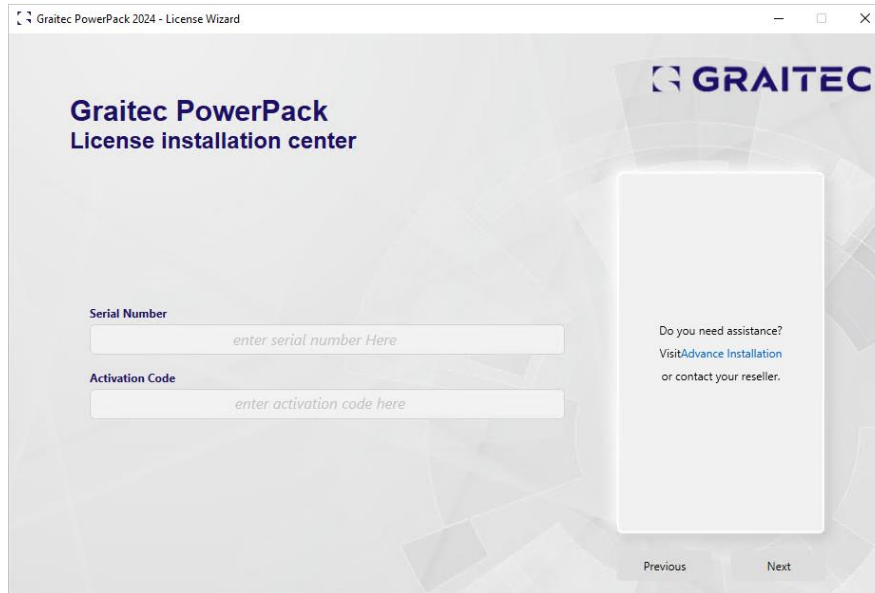 Graitec PowerPack 2024 - License Wizard
GRAITEC
Graitec PowerPack
License installation center
Serial Number
enter serial number Here
Activation Code
enter activation code here
Do you need assistance?
VisitAdvance Installation
or contact your reseller.
Previous
Next